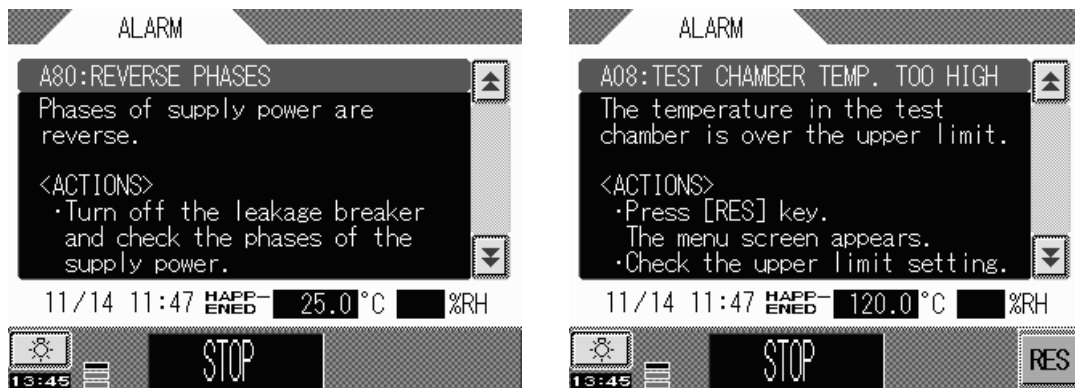 ALARM
A80:REVERSE PHASES
Phases of supply power are
reverse.
<ACTIONS>
·Turn off the leakage breaker
and check the phases of the
supply power.
11/14 11:47 HAPP-ENED 25.0 °C %RH
13:45
STOP
ALARM
A08:TEST CHAMBER TEMP. TOO HIGH
The temperature in the test
chamber is over the upper limit.
<ACTIONS>
·Press [RES] key.
The menu screen appears.
·Check the upper limit setting.
11/14 11:47 HAPP-ENED 120.0 °C %RH
13:45
STOP
RES